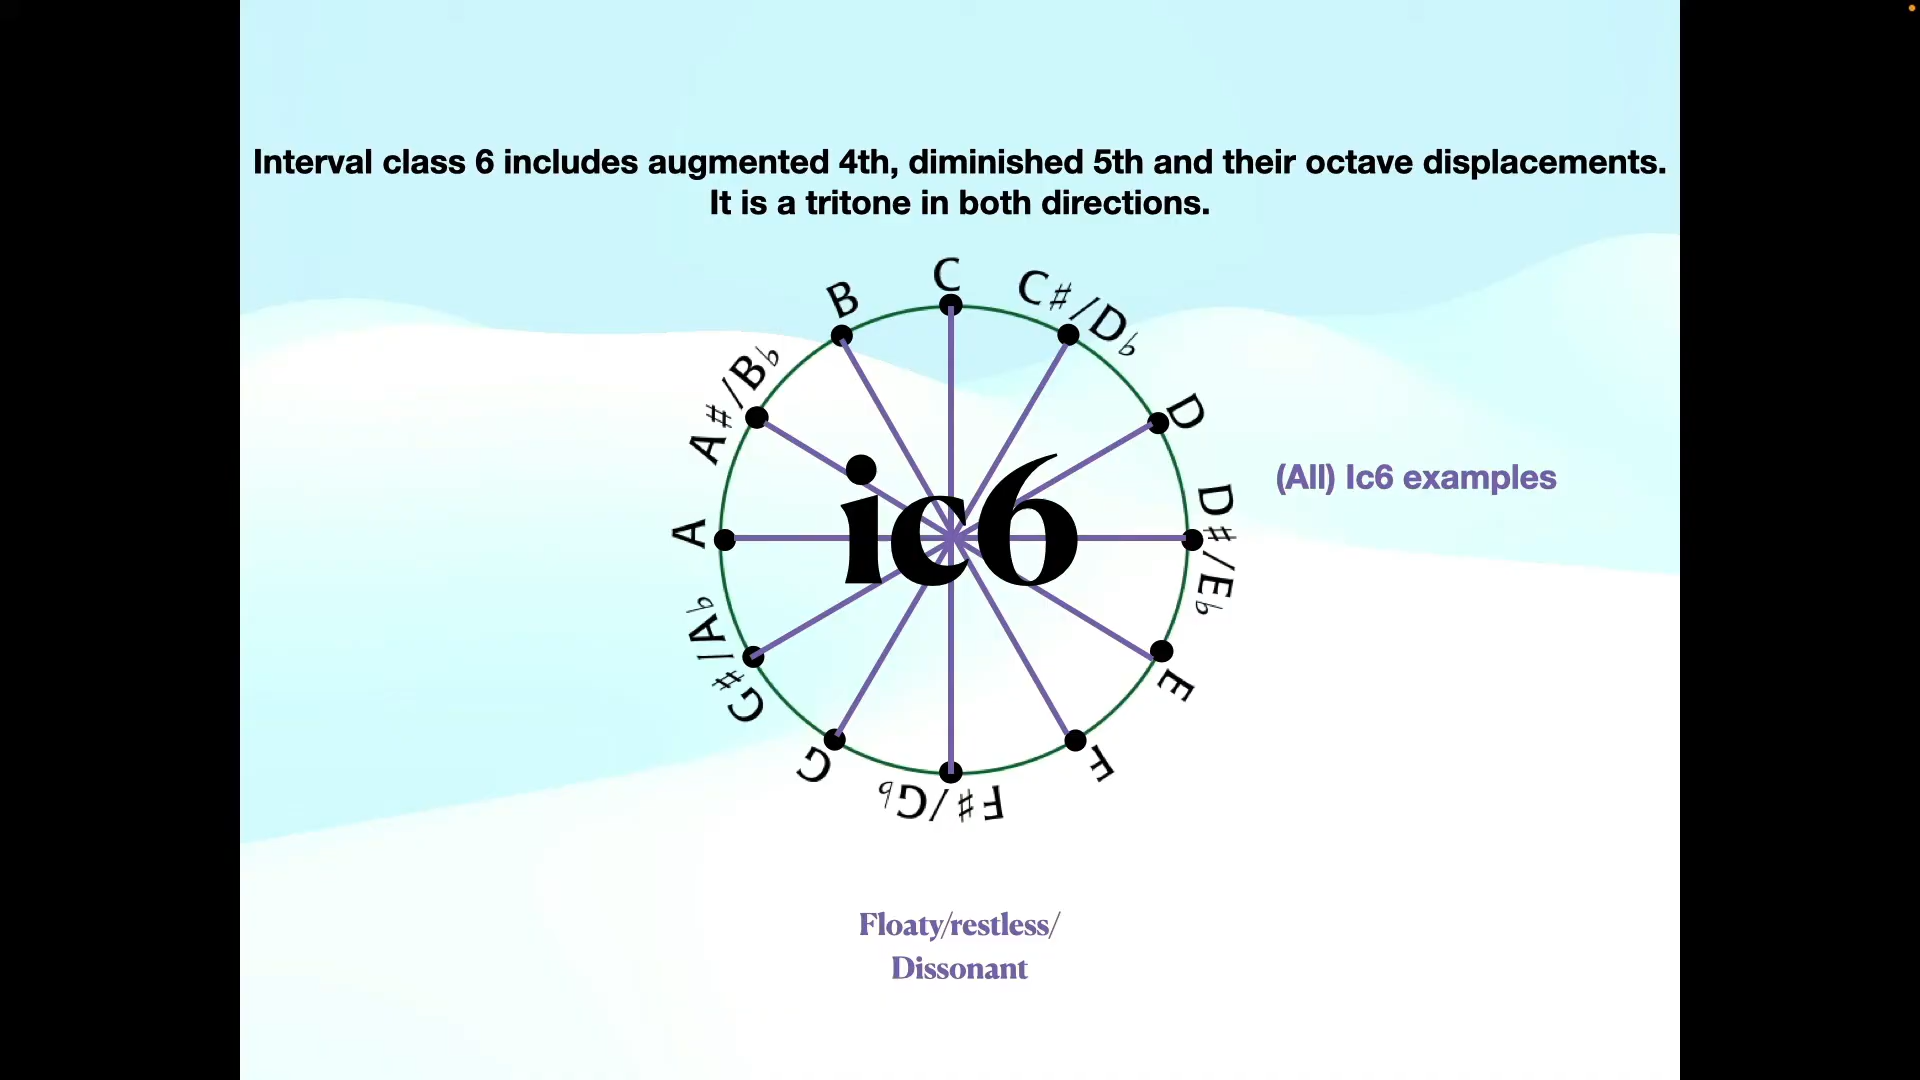 Interval class 6 includes augmented 4th, diminished 5th and their octave displacements.
It is a tritone in both directions.
C
C♯/D♭
D
D♯/E♭
E
F
F♯/G♭
G
G♯/A♭
A
A♯/B♭
B
ic6
(All) Ic6 examples
Floaty/restless/
Dissonant